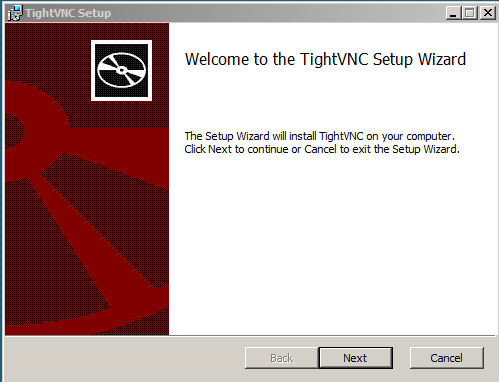 TightVNC Setup
Welcome to the TightVNC Setup Wizard
The Setup Wizard will install TightVNC on your computer.
Click Next to continue or Cancel to exit the Setup Wizard.
Back
Next
Cancel